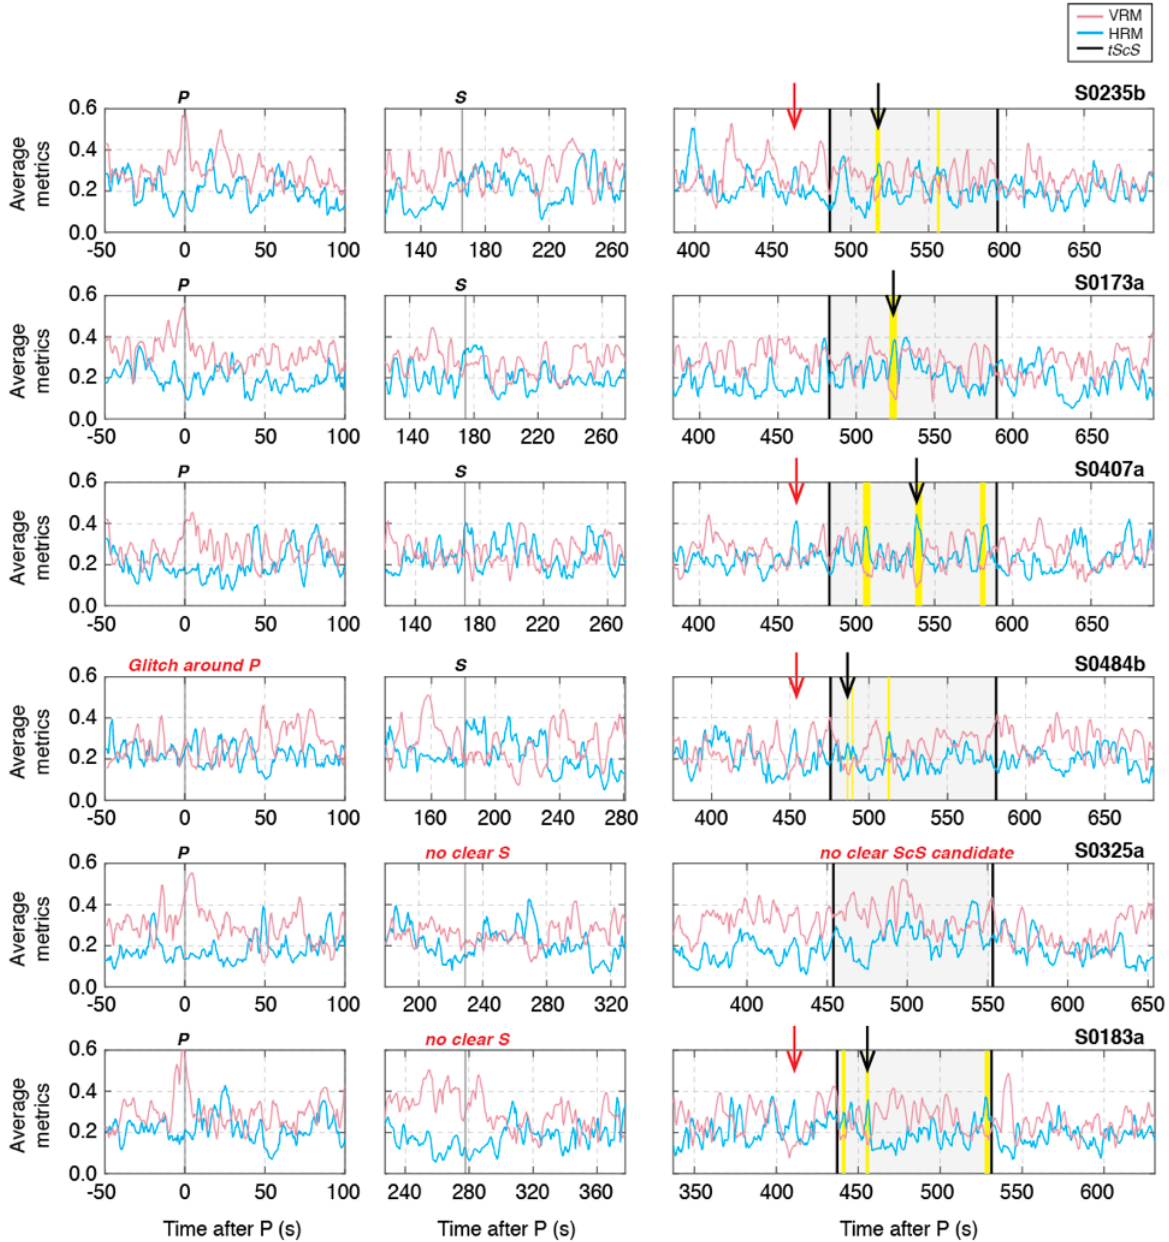 VRM
HRM
tScS
P
S
S0235b
Average metrics
0.6
0.4
0.2
0.0
-50 0 50 100
140 180 220 260
400 450 500 550 600 650
S0173a
Average metrics
0.6
0.4
0.2
0.0
P
S
-50 0 50 100
140 180 220 260
400 450 500 550 600 650
S0407a
Average metrics
0.6
0.4
0.2
0.0
P
S
-50 0 50 100
140 180 220 260
400 450 500 550 600 650
Glitch around P
S
S0484b
Average metrics
0.6
0.4
0.2
0.0
-50 0 50 100
160 200 240 280
400 450 500 550 600 650
P
no clear S
no clear ScS candidate
S0325a
Average metrics
0.6
0.4
0.2
0.0
-50 0 50 100
200 240 280 320
400 450 500 550 600 650
P
no clear S
S0183a
Average metrics
0.6
0.4
0.2
0.0
-50 0 50 100
240 280 320 360
350 400 450 500 550 600
Time after P (s)
Time after P (s)
Time after P (s)